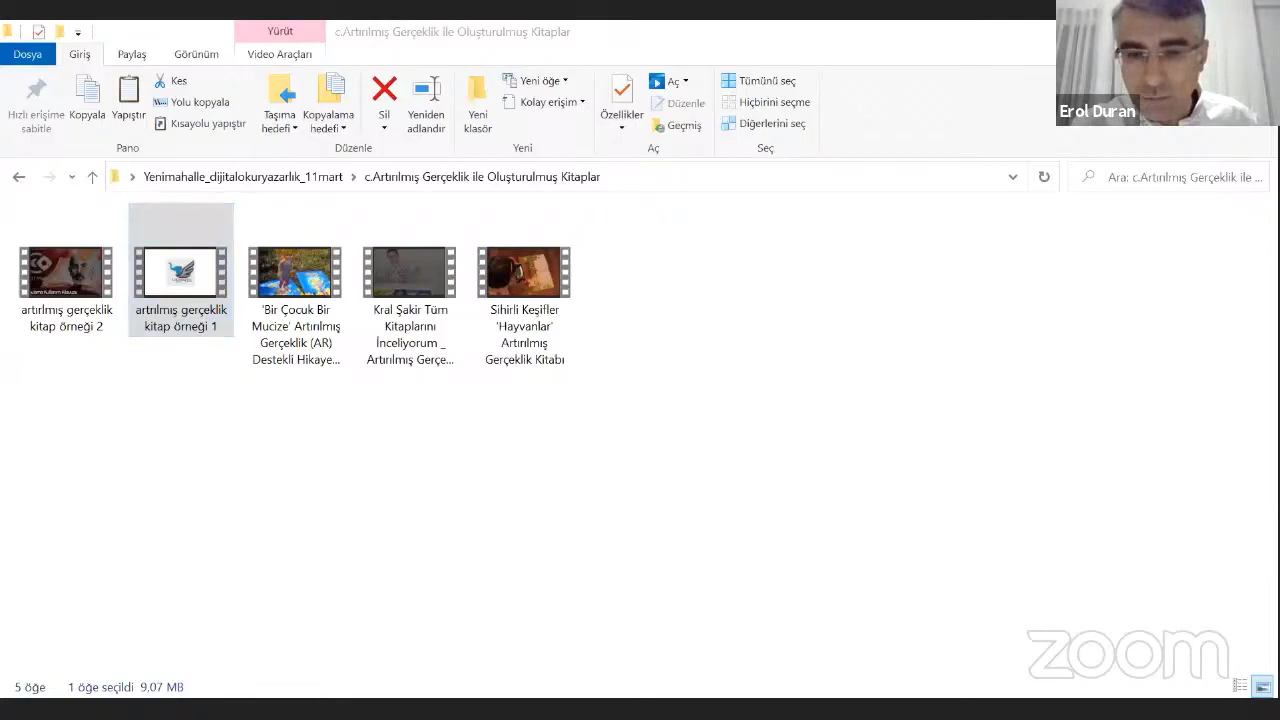 Yürüt
c.Artırılmış Gerçeklik ile Oluşturulmuş Kitaplar
Dosya
Giriş
Paylaş
Görünüm
Video Araçları
Erol Duran
Hızlı erişime
sabitle
Kopyala
Yapıştır
Kes
Yolu kopyala
Kısayolu yapıştır
Pano
Taşıma
hedefi
Kopyalama
hedefi
Sil
Yeniden
adlandır
Düzenle
Yeni
klasör
Yeni öğe
Kolay erişim
Yeni
Özellikler
Aç
Düzenle
Geçmiş
Aç
Tümünü seç
Hiçbirini seçme
Diğerlerini seç
Seç
Yenimahalle_dijitalokuryazarlık_11mart
c.Artırılmış Gerçeklik ile Oluşturulmuş Kitaplar
Ara: c.Artırılmış Gerçeklik ile ...
artırılmış gerçeklik
kitap örneği 2
artrılmış gerçeklik
kitap örneği 1
'Bir Çocuk Bir
Mucize' Artırılmış
Gerçeklik (AR)
Destekli Hikaye...
Kral Şakir Tüm
Kitaplarını
İnceliyorum _
Artırılmış Gerçe...
Sihirli Keşifler
'Hayvanlar'
Artırılmış
Gerçeklik Kitabı
zoom
5 öğe
1 öğe seçildi 9,07 MB